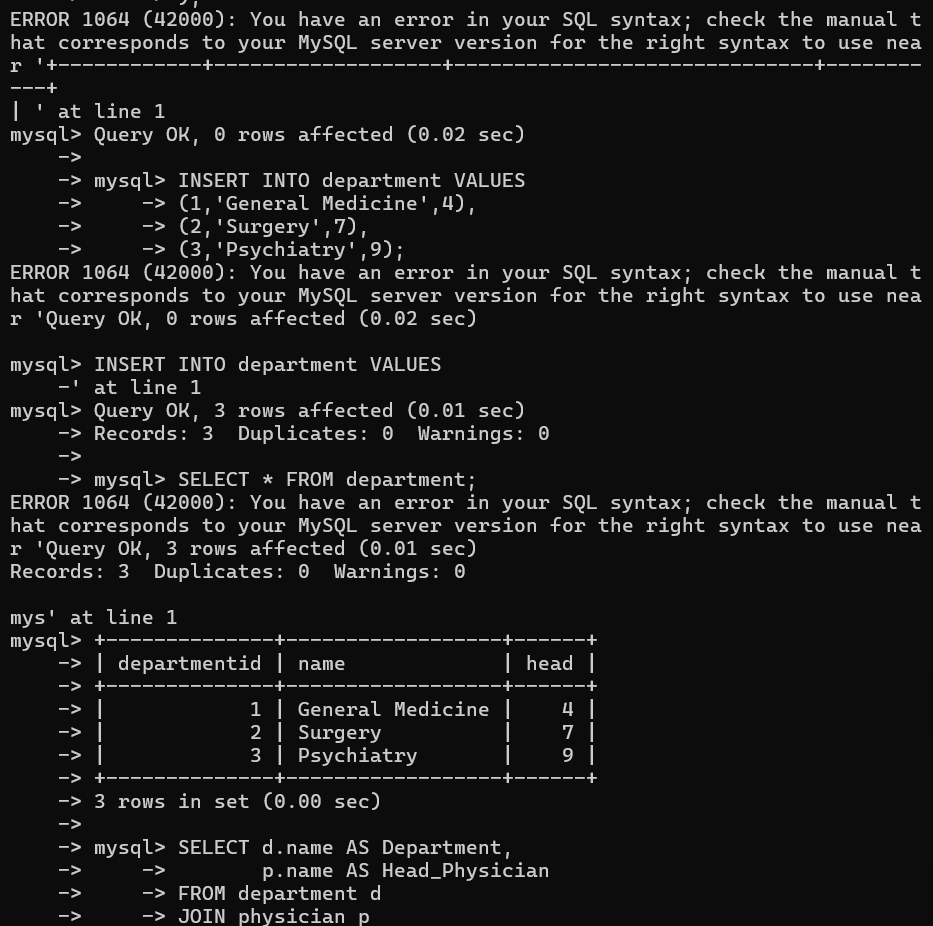 ERROR 1064 (42000): You have an error in your SQL syntax; check the manual t
hat corresponds to your MySQL server version for the right syntax to use nea
r '+------------+-------------------+------------------------------+--------
---+
| ' at line 1
mysql> Query OK, 0 rows affected (0.02 sec)
    ->
    -> mysql> INSERT INTO department VALUES
    ->     -> (1,'General Medicine',4),
    ->     -> (2,'Surgery',7),
    ->     -> (3,'Psychiatry',9);
ERROR 1064 (42000): You have an error in your SQL syntax; check the manual t
hat corresponds to your MySQL server version for the right syntax to use nea
r 'Query OK, 0 rows affected (0.02 sec)

mysql> INSERT INTO department VALUES
    -' at line 1
mysql> Query OK, 3 rows affected (0.01 sec)
    -> Records: 3  Duplicates: 0  Warnings: 0
    ->
    -> mysql> SELECT * FROM department;
ERROR 1064 (42000): You have an error in your SQL syntax; check the manual t
hat corresponds to your MySQL server version for the right syntax to use nea
r 'Query OK, 3 rows affected (0.01 sec)
Records: 3  Duplicates: 0  Warnings: 0

mys' at line 1
mysql> +--------------+------------------+------+
    -> | departmentid | name             | head |
    -> +--------------+------------------+------+
    -> |            1 | General Medicine |    4 |
    -> |            2 | Surgery          |    7 |
    -> |            3 | Psychiatry       |    9 |
    -> +--------------+------------------+------+
    -> 3 rows in set (0.00 sec)
    ->
    -> mysql> SELECT d.name AS Department,
    ->     ->        p.name AS Head_Physician
    ->     -> FROM department d
    ->     -> JOIN physician p